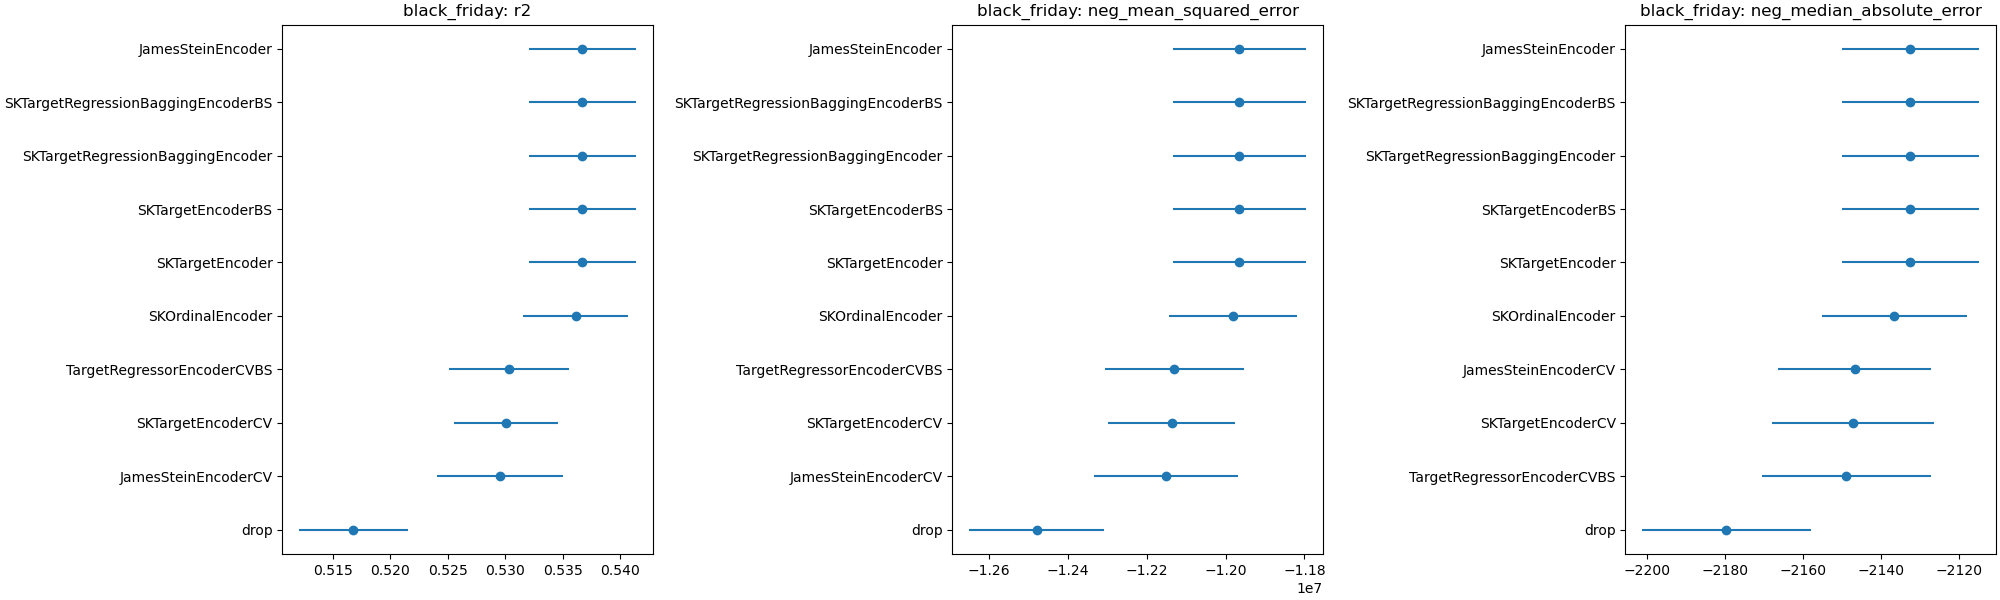 black_friday: r2
JamesSteinEncoder
SKTargetRegressionBaggingEncoderBS
SKTargetRegressionBaggingEncoder
SKTargetEncoderBS
SKTargetEncoder
SKOrdinalEncoder
TargetRegressorEncoderCVBS
SKTargetEncoderCV
JamesSteinEncoderCV
drop
0.515 0.520 0.525 0.530 0.535 0.540
black_friday: neg_mean_squared_error
JamesSteinEncoder
SKTargetRegressionBaggingEncoderBS
SKTargetRegressionBaggingEncoder
SKTargetEncoderBS
SKTargetEncoder
SKOrdinalEncoder
TargetRegressorEncoderCVBS
SKTargetEncoderCV
JamesSteinEncoderCV
drop
−1.26 −1.24 −1.22 −1.20 −1.18
1e7
black_friday: neg_median_absolute_error
JamesSteinEncoder
SKTargetRegressionBaggingEncoderBS
SKTargetRegressionBaggingEncoder
SKTargetEncoderBS
SKTargetEncoder
SKOrdinalEncoder
JamesSteinEncoderCV
SKTargetEncoderCV
TargetRegressorEncoderCVBS
drop
−2200 −2180 −2160 −2140 −2120